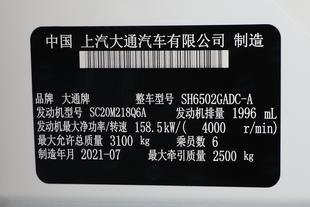 中国 上汽大通汽车有限公司 制造
品牌 大通牌 整车型号 SH6502GADC-A
发动机型号 SC20M218Q6A 发动机排量 1996 mL
发动机最大净功率/转速 158.5kW/( 4000 r/min)
最大允许总质量 3100 kg 乘员数 6
制造年月 2021-07 最大牵引质量 2500 kg